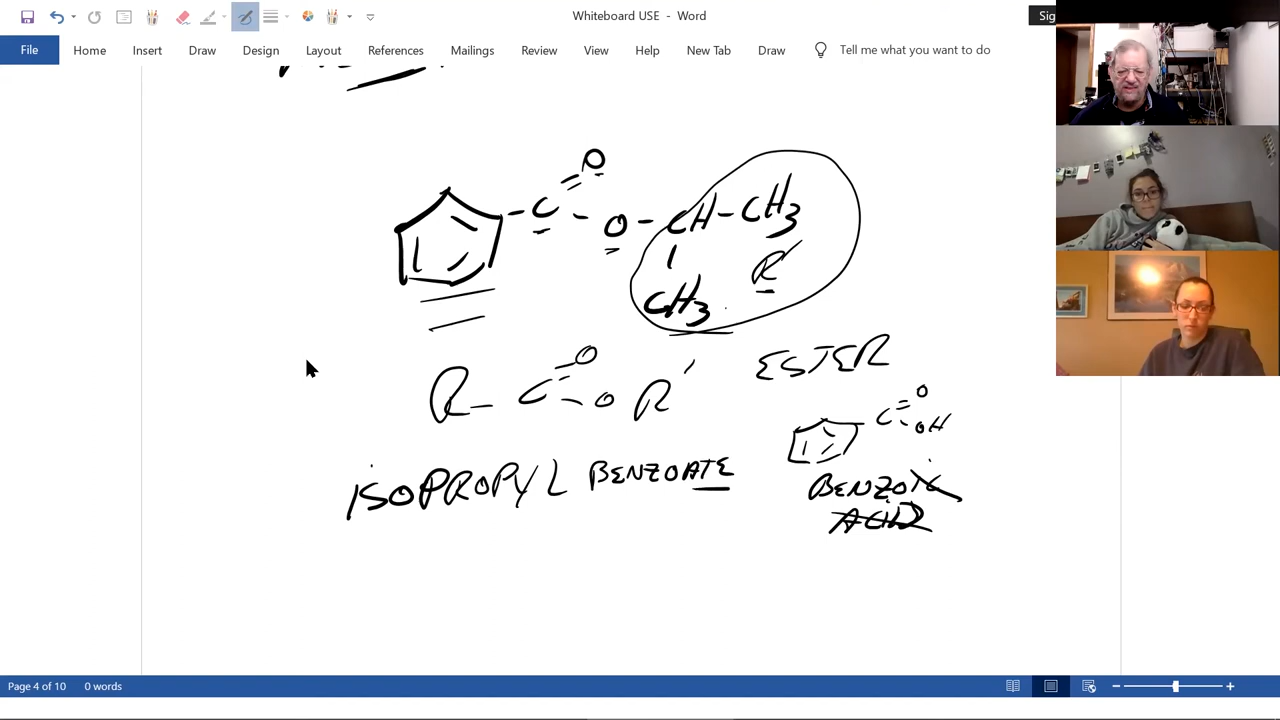 Whiteboard USE - Word
Sig
File Home Insert Draw Design Layout References Mailings Review View Help New Tab Draw Tell me what you want to do
O
- C - O - CH - CH3
R'
CH3
ESTER
R - C = O
O R'
C = O
OH
ISOPROPYL BENZOATE
BENZOIC
ACID
Page 4 of 10 0 words